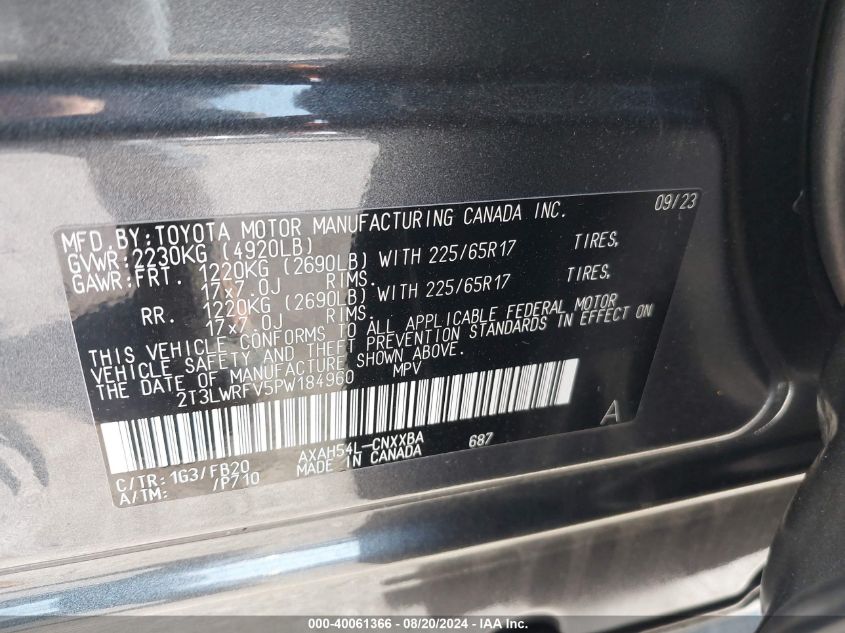 MFD.BY:TOYOTA MOTOR MANUFACTURING CANADA INC. 09/23
GVWR:2230KG (4920LB)
GAWR:FRT. 1220KG (2690LB) WITH 225/65R17 TIRES,
17x7.0J RIMS.
RR. 1220KG (2690LB) WITH 225/65R17 TIRES,
17x7.0J RIMS.
THIS VEHICLE CONFORMS TO ALL APPLICABLE FEDERAL MOTOR
VEHICLE SAFETY AND THEFT PREVENTION STANDARDS IN EFFECT ON
THE DATE OF MANUFACTURE SHOWN ABOVE.
2T3LWRFV5PW184960 MPV
A
AXAH54L-CNXXBA 687
C/TR:1G3/FB20 MADE IN CANADA
A/TM: /P710
000-40061366 - 08/20/2024 - IAA Inc.